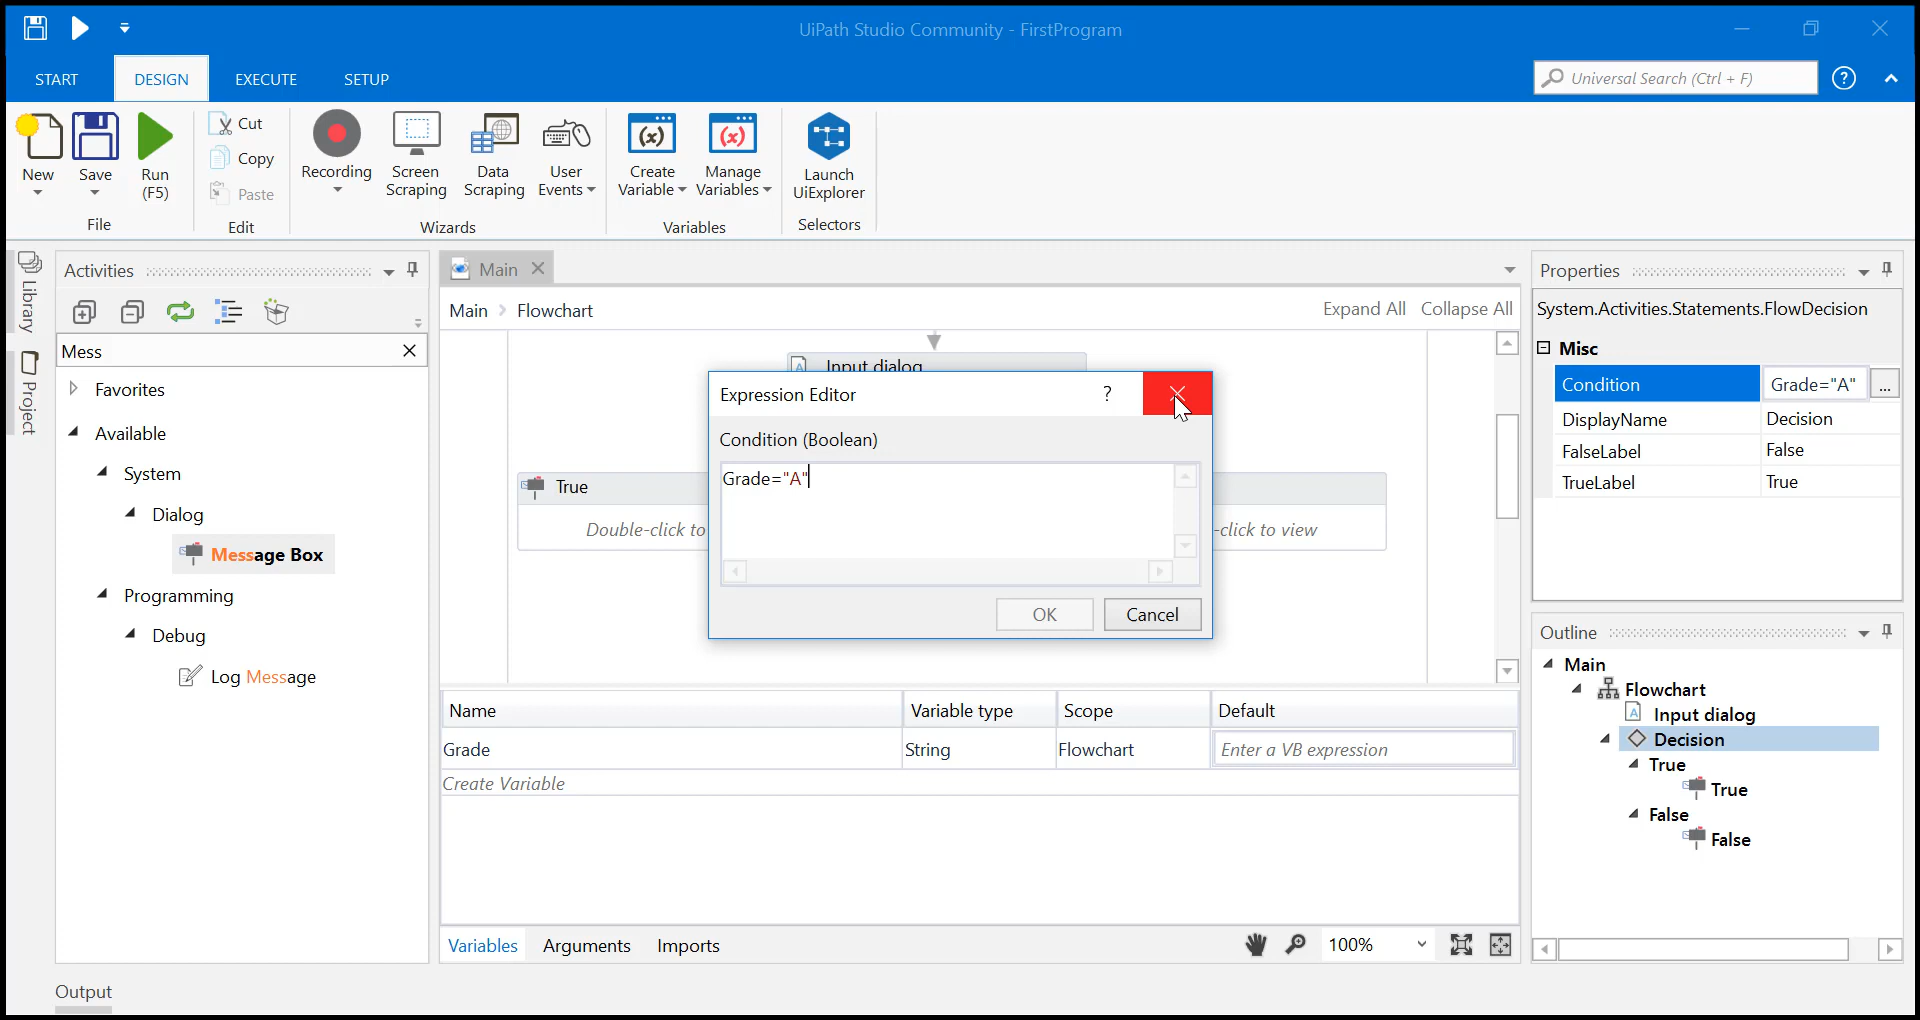 UiPath Studio Community - FirstProgram
START DESIGN EXECUTE SETUP
Universal Search (Ctrl + F)
New
Save
Run
(F5)
File
Cut
Copy
Paste
Edit
Recording
Screen
Scraping
Data
Scraping
User
Events
Wizards
Create
Variable
Manage
Variables
Variables
Launch
UiExplorer
Selectors
Library
Project
Activities
Mess
Favorites
Available
System
Dialog
Message Box
Programming
Debug
Log Message
Main
Main Flowchart
Expand All Collapse All
Input dialog
True
Double-click to
-click to view
Expression Editor
?
Condition (Boolean)
Grade="A"
OK Cancel
Name Variable type Scope Default
Grade String Flowchart Enter a VB expression
Create Variable
Variables Arguments Imports
100%
Properties
System.Activities.Statements.FlowDecision
Misc
Condition Grade="A" ...
DisplayName Decision
FalseLabel False
TrueLabel True
Outline
Main
Flowchart
Input dialog
Decision
True
True
False
False
Output